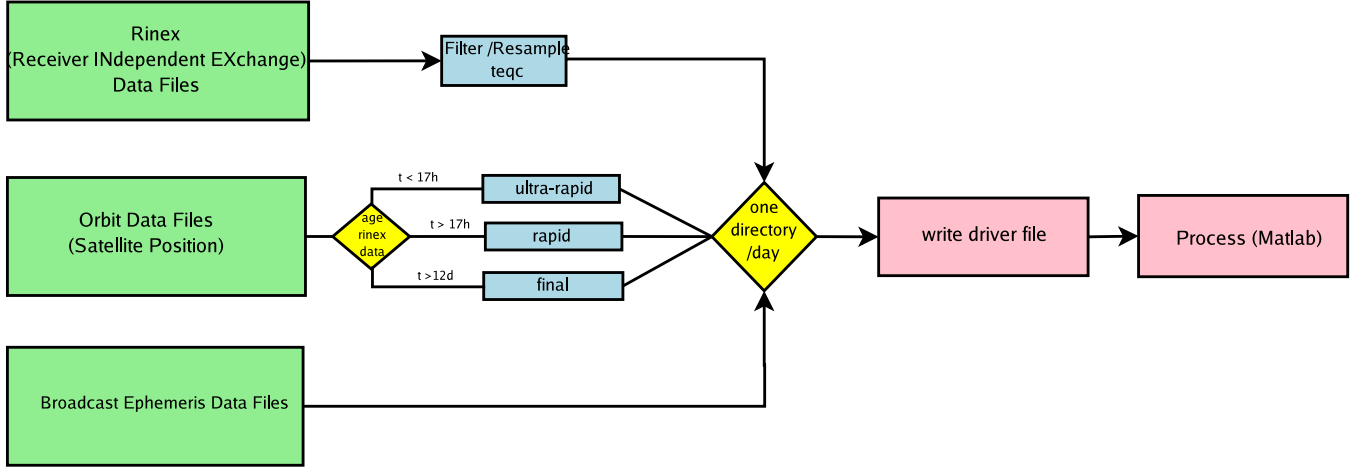 Rinex
(Receiver INdependent EXchange)
Data Files
Filter /Resample
teqc
Orbit Data Files
(Satellite Position)
age
rinex
data
t < 17h
ultra-rapid
t > 17h
rapid
t >12d
final
one
directory
/day
write driver file
Process (Matlab)
Broadcast Ephemeris Data Files